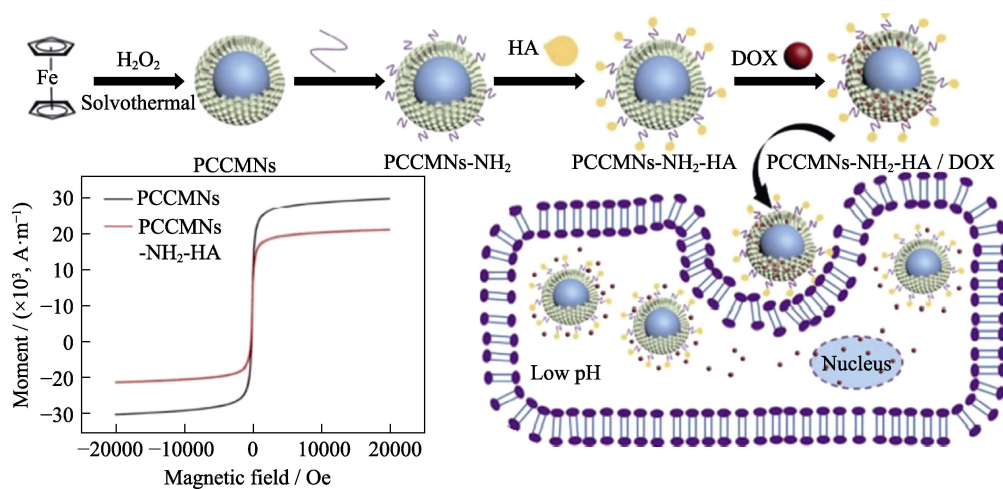 Fe
H₂O₂
Solvothermal
HA
DOX
PCCMNs
PCCMNs-NH₂
PCCMNs-NH₂-HA
PCCMNs-NH₂-HA / DOX
PCCMNs
PCCMNs
-NH₂-HA
Moment / (×10³, A·m⁻¹)
30
20
10
−10
0
−20
−30
−20000
−10000
0
10000
20000
Magnetic field / Oe
Low pH
Nucleus